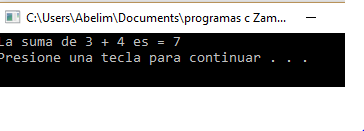 C:\Users\Abelim\Documents\programas c Zam...
La suma de 3 + 4 es = 7
Presione una tecla para continuar . . .